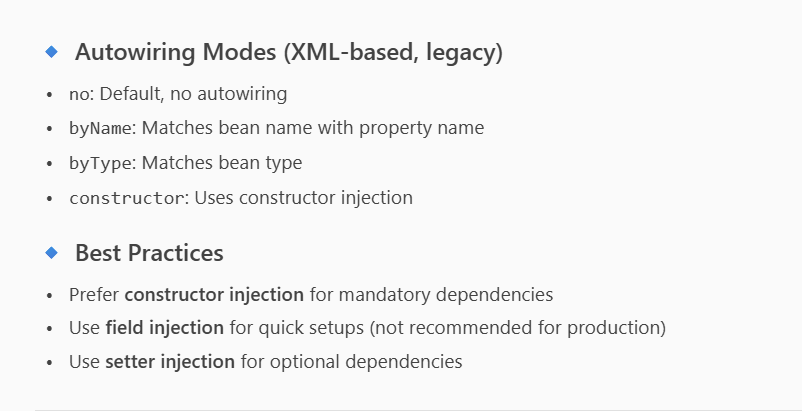 Autowiring Modes (XML-based, legacy)
• no: Default, no autowiring
• byName: Matches bean name with property name
• byType: Matches bean type
• constructor: Uses constructor injection
Best Practices
• Prefer constructor injection for mandatory dependencies
• Use field injection for quick setups (not recommended for production)
• Use setter injection for optional dependencies